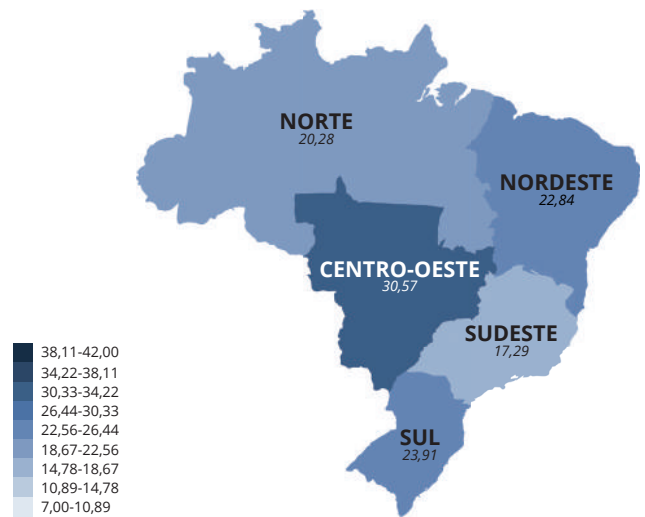 NORTE
20,28
NORDESTE
22,84
CENTRO-OESTE
30,57
SUDESTE
17,29
SUL
23,91
38,11-42,00
34,22-38,11
30,33-34,22
26,44-30,33
22,56-26,44
18,67-22,56
14,78-18,67
10,89-14,78
7,00-10,89